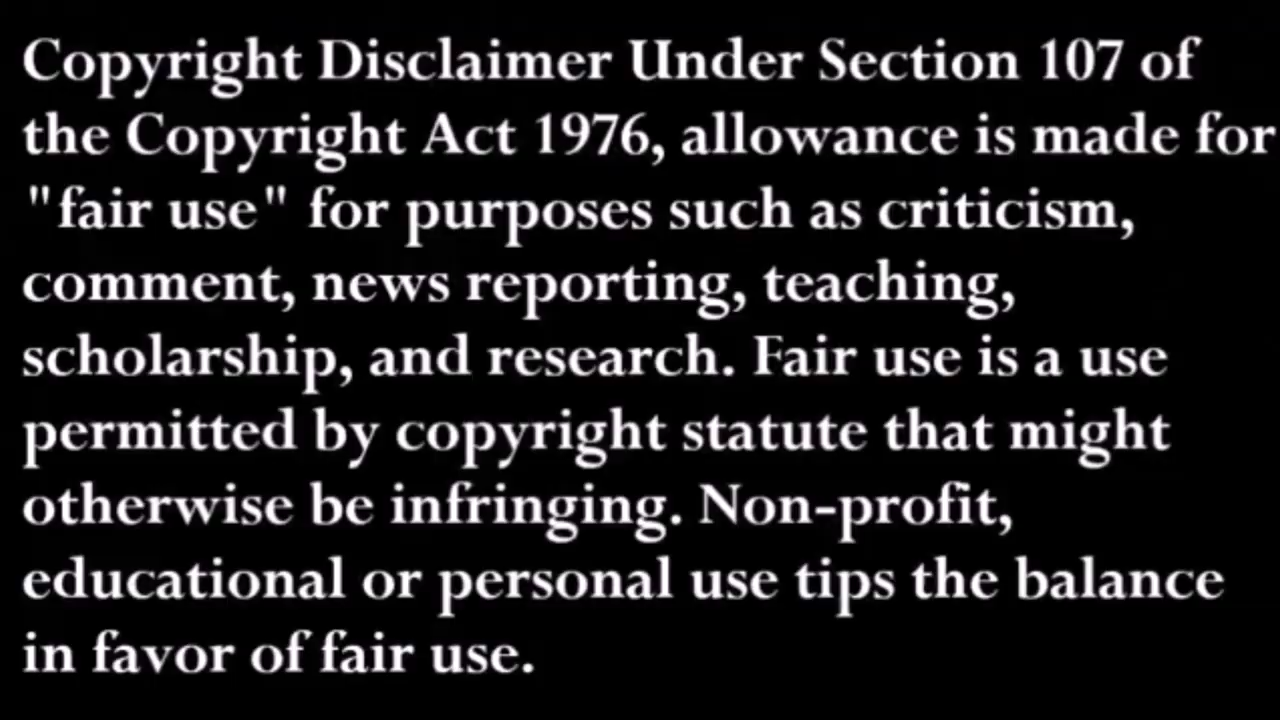 Copyright Disclaimer Under Section 107 of
the Copyright Act 1976, allowance is made for
"fair use" for purposes such as criticism,
comment, news reporting, teaching,
scholarship, and research. Fair use is a use
permitted by copyright statute that might
otherwise be infringing. Non-profit,
educational or personal use tips the balance
in favor of fair use.